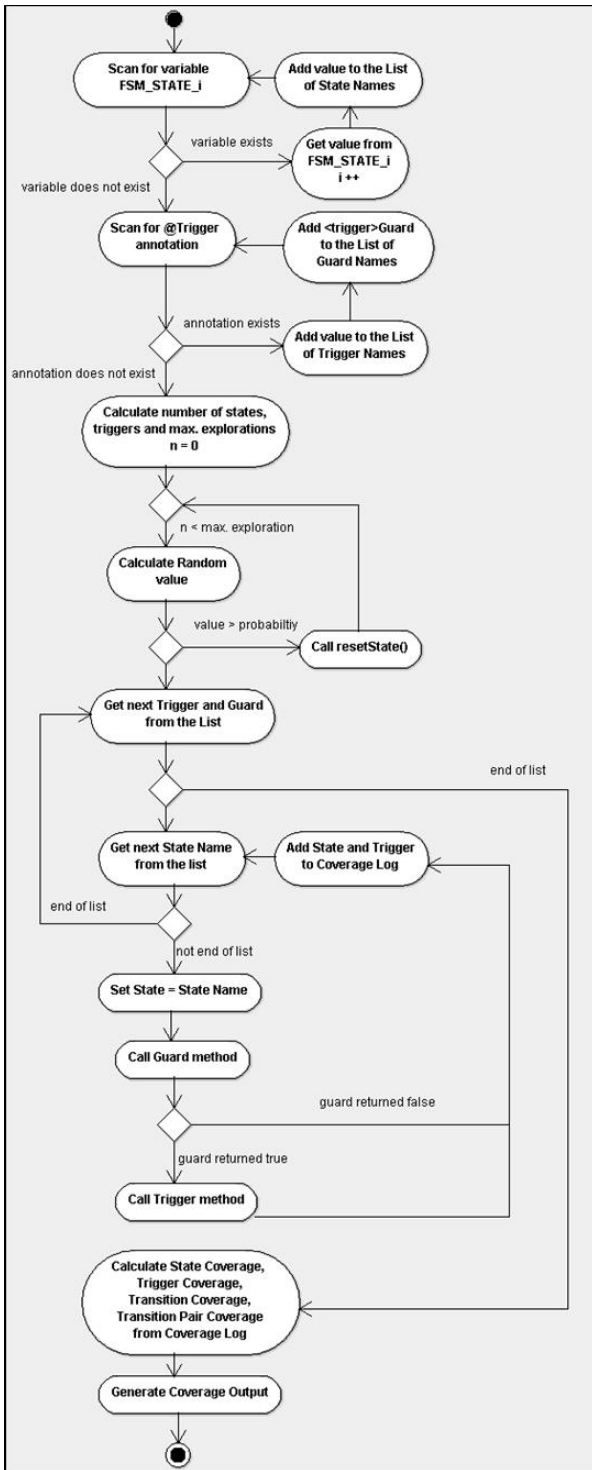 Scan for variable
FSM_STATE_i
Add value to the List
of State Names
variable exists
Get value from
FSM_STATE_i
i ++
variable does not exist
Scan for @Trigger
annotation
Add <trigger>Guard
to the List of
Guard Names
annotation exists
Add value to the List
of Trigger Names
annotation does not exist
Calculate number of states,
triggers and max. explorations
n = 0
n < max. exploration
Calculate Random
value
value > probabiltiy
Call resetState()
Get next Trigger and Guard
from the List
end of list
Get next State Name
from the list
Add State and Trigger
to Coverage Log
end of list
not end of list
Set State = State Name
Call Guard method
guard returned false
guard returned true
Call Trigger method
Calculate State Coverage,
Trigger Coverage,
Transition Coverage,
Transition Pair Coverage
from Coverage Log
Generate Coverage Output